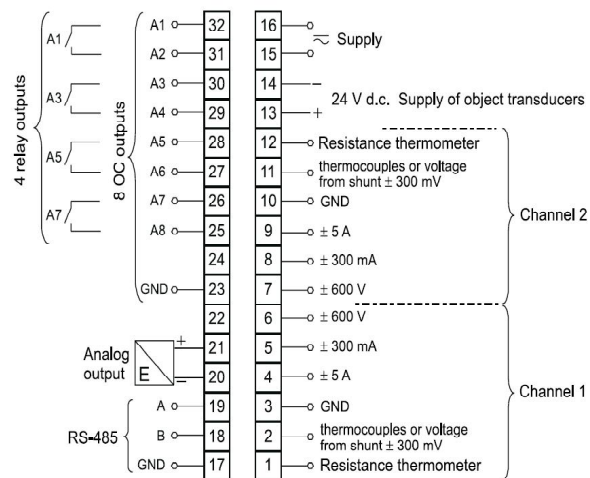 4 relay outputs
A1
A3
A5
A7
8 OC outputs
A1 32
A2 31
A3 30
A4 29
A5 28
A6 27
A7 26
A8 25
24
GND 23
22
Analog output E + 21
− 20
RS-485
A 19
B 18
GND 17
16
15
Supply
14 −
13 +
24 V d.c. Supply of object transducers
12 Resistance thermometer
11 thermocouples or voltage
from shunt ± 300 mV
10 GND
9 ± 5 A
8 ± 300 mA
7 ± 600 V
Channel 2
6 ± 600 V
5 ± 300 mA
4 ± 5 A
3 GND
2 thermocouples or voltage
from shunt ± 300 mV
1 Resistance thermometer
Channel 1